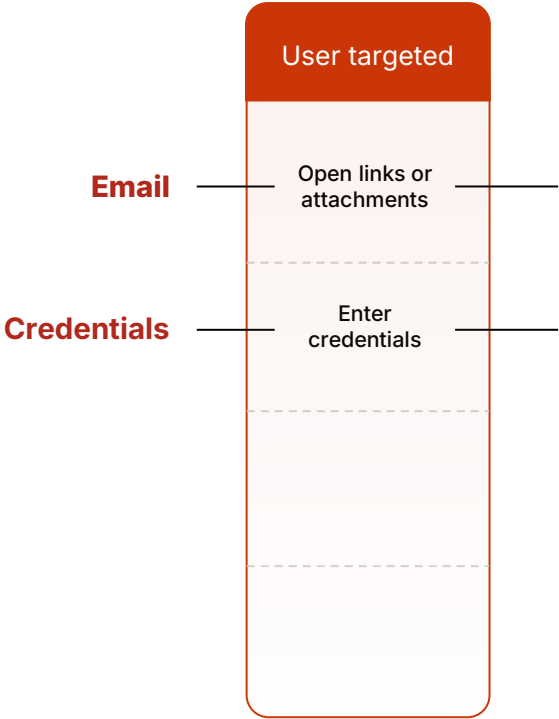 User targeted
Email
Open links or
attachments
Credentials
Enter
credentials